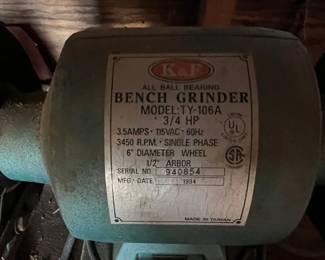 K&F
ALL BALL BEARING
BENCH GRINDER
MODEL:TY-106A
3/4 HP
3.5AMPS · 115VAC · 60Hz
3450 R.P.M. · SINGLE PHASE
6" DIAMETER WHEEL
1/2" ARBOR
SERIAL NO 940854
MFG · DATE 1994
MADE IN TAIWAN
UL